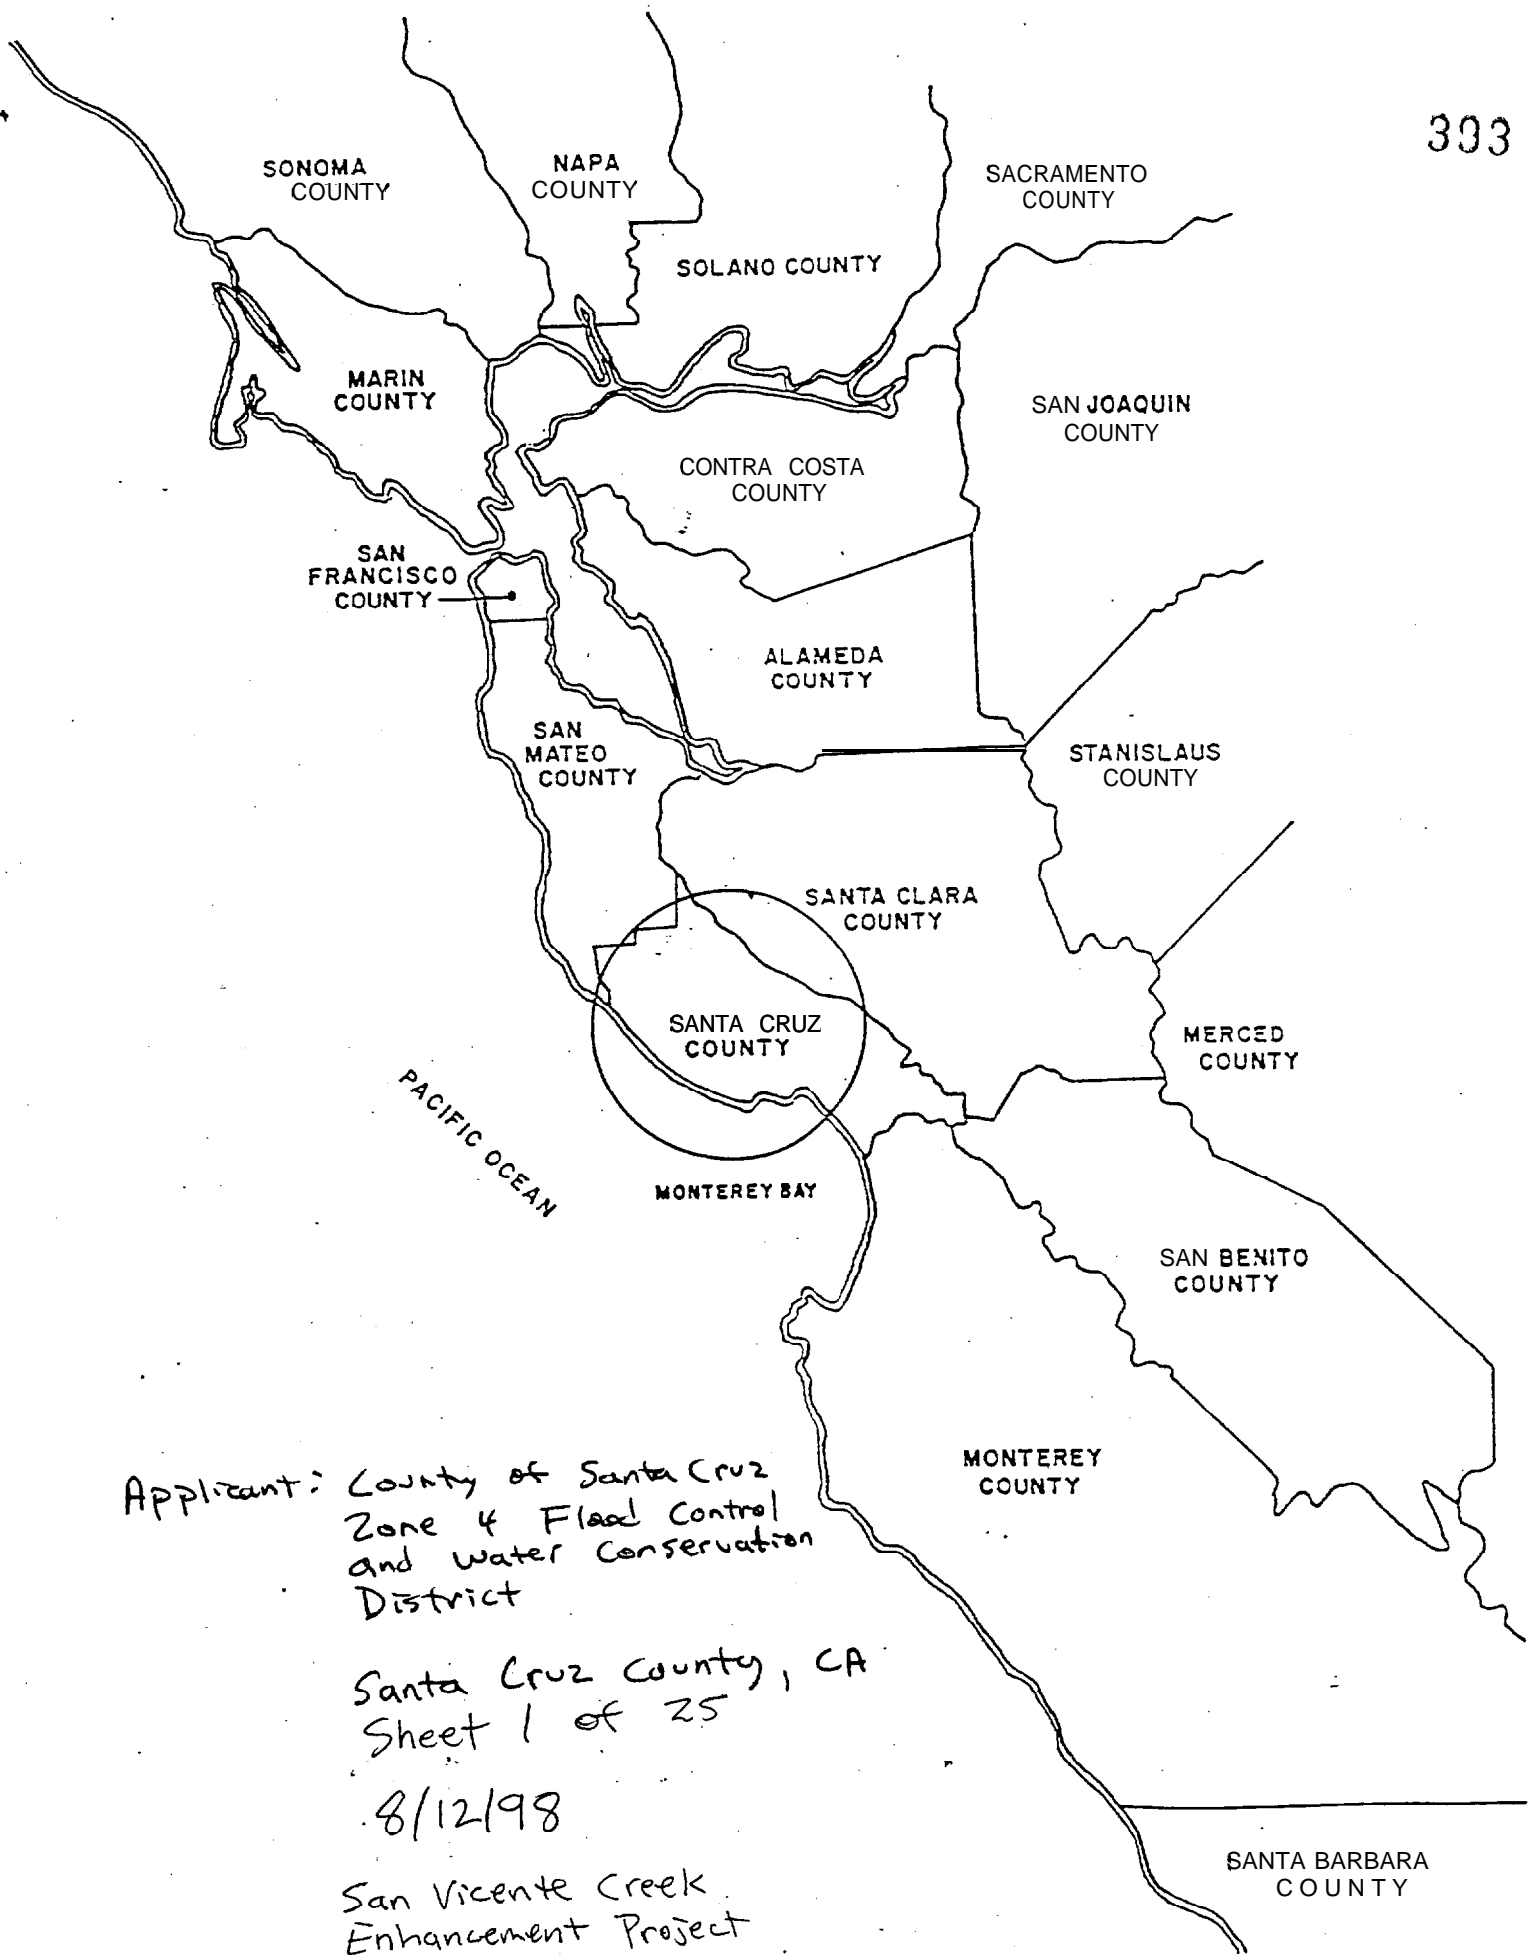 303
SONOMA
COUNTY
NAPA
COUNTY
SACRAMENTO
COUNTY
SOLANO COUNTY
MARIN
COUNTY
SAN JOAQUIN
COUNTY
CONTRA COSTA
COUNTY
SAN
FRANCISCO
COUNTY
ALAMEDA
COUNTY
SAN
MATEO
COUNTY
STANISLAUS
COUNTY
SANTA CLARA
COUNTY
SANTA CRUZ
COUNTY
MERCED
COUNTY
PACIFIC OCEAN
MONTEREY BAY
SAN BENITO
COUNTY
MONTEREY
COUNTY
Applicant: County of Santa Cruz
Zone 4 Flood Control
and Water Conservation
District
Santa Cruz County, CA
Sheet 1 of 25
8/12/98
San Vicente Creek
Enhancement Project
SANTA BARBARA
COUNTY